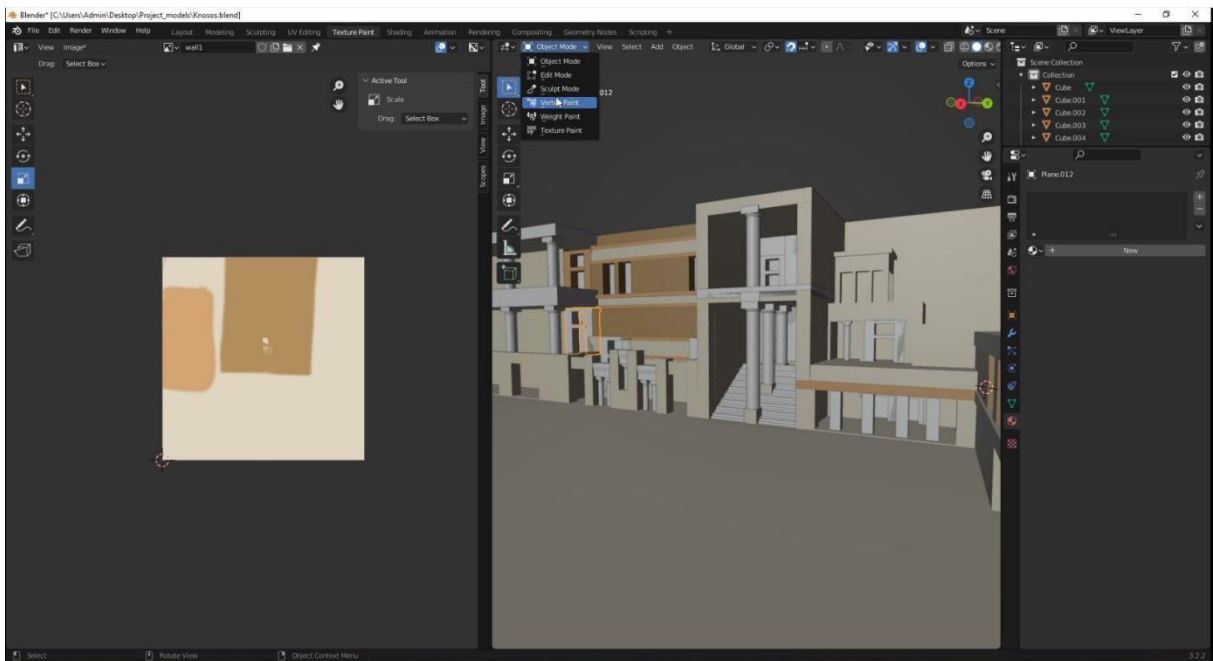 Blender* [C:\Users\Admin\Desktop\Project_models\Knosos.blend]
File Edit Render Window Help Layout Modeling Sculpting UV Editing Texture Paint Shading Animation Rendering Compositing Geometry Nodes Scripting + Scene ViewLayer
View Image* wall1 Object Mode View Select Add Object Global
Drag: Select Box Options
Active Tool
Scale
Drag: Select Box
Tool
Image
View
Scopes
Object Mode
Edit Mode
Sculpt Mode
Vertex Paint
Weight Paint
Texture Paint
012
X
Y
Scene Collection
Collection
Cube
Cube.001
Cube.002
Cube.003
Cube.004
Plane.012
+ New
Select Rotate View Object Context Menu 3.2.2